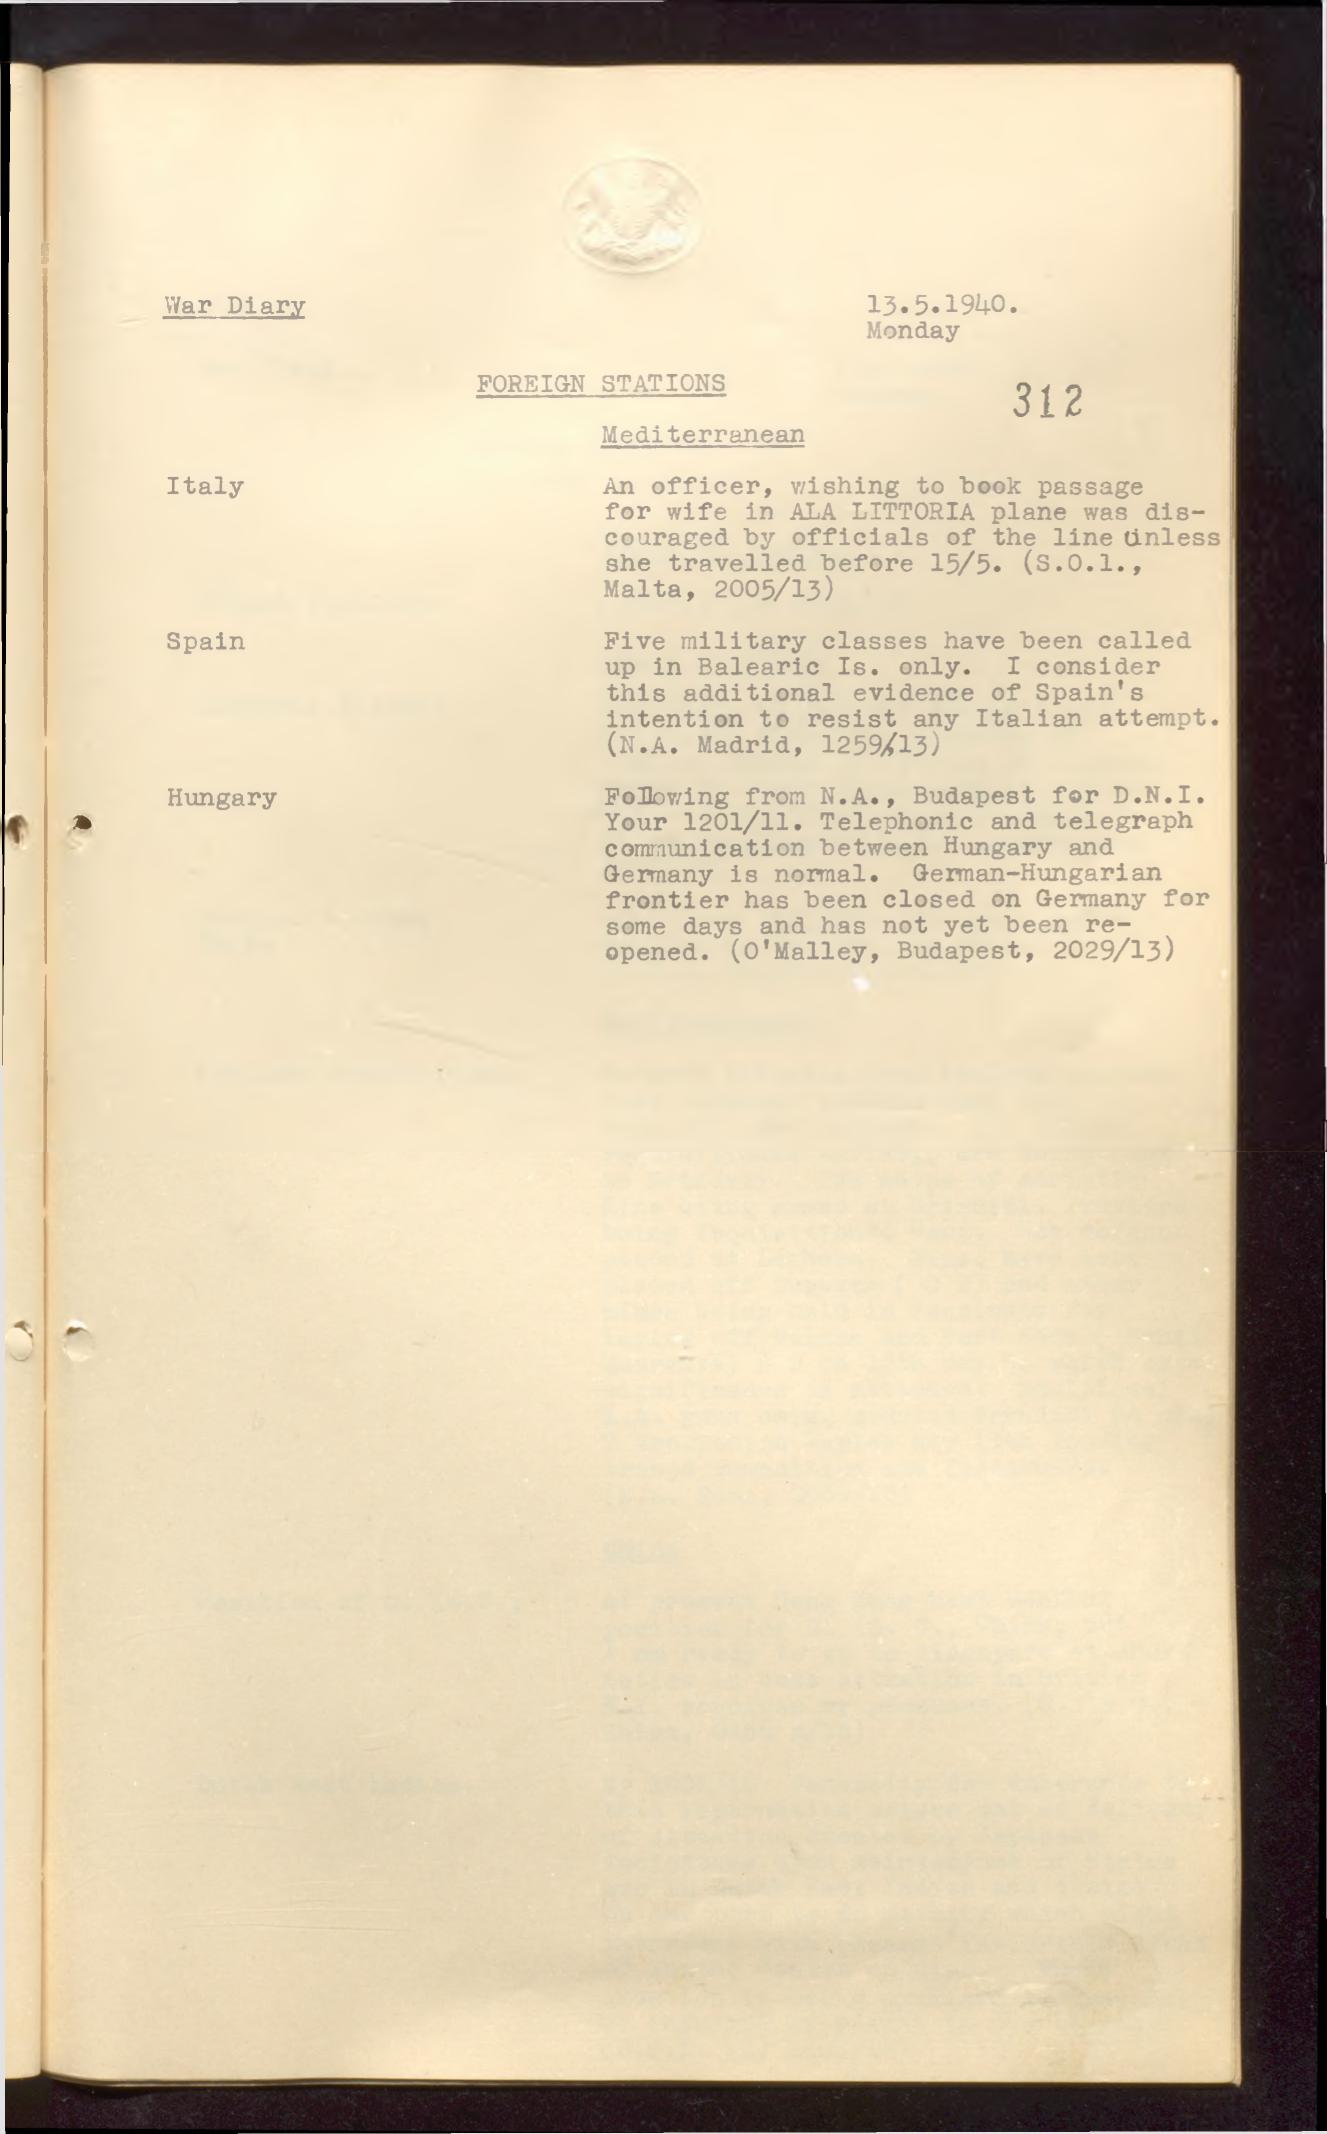 War Diary
13.5.1940.
Monday
FOREIGN STATIONS
312
Mediterranean
Italy
An officer, wishing to book passage
for wife in ALA LITTORIA plane was dis-
couraged by officials of the line unless
she travelled before 15/5. (S.O.1.,
Malta, 2005/13)
Spain
Five military classes have been called
up in Balearic Is. only. I consider
this additional evidence of Spain's
intention to resist any Italian attempt.
(N.A. Madrid, 1259/13)
Hungary
Following from N.A., Budapest for D.N.I.
Your 1201/11. Telephonic and telegraph
communication between Hungary and
Germany is normal. German-Hungarian
frontier has been closed on Germany for
some days and has not yet been re-
opened. (O'Malley, Budapest, 2029/13)